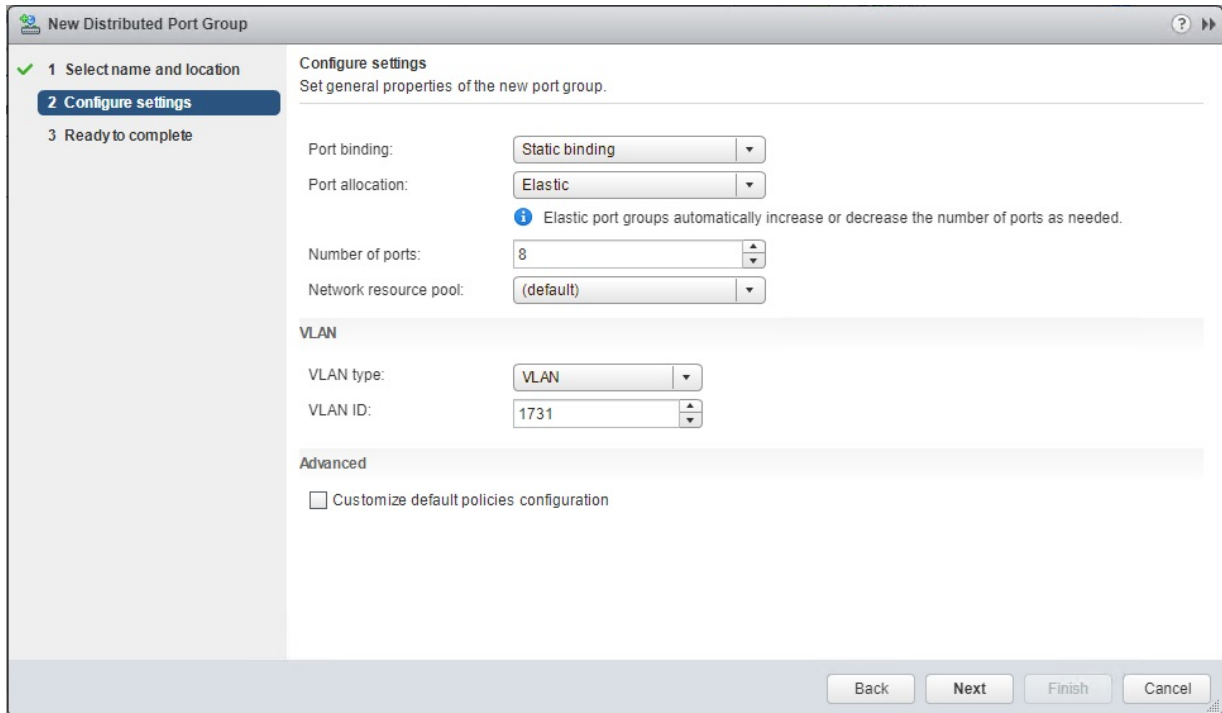 New Distributed Port Group
?
1 Select name and location
2 Configure settings
3 Ready to complete
Configure settings
Set general properties of the new port group.
Port binding: Static binding
Port allocation: Elastic
Elastic port groups automatically increase or decrease the number of ports as needed.
Number of ports: 8
Network resource pool: (default)
VLAN
VLAN type: VLAN
VLAN ID: 1731
Advanced
Customize default policies configuration
Back Next Finish Cancel